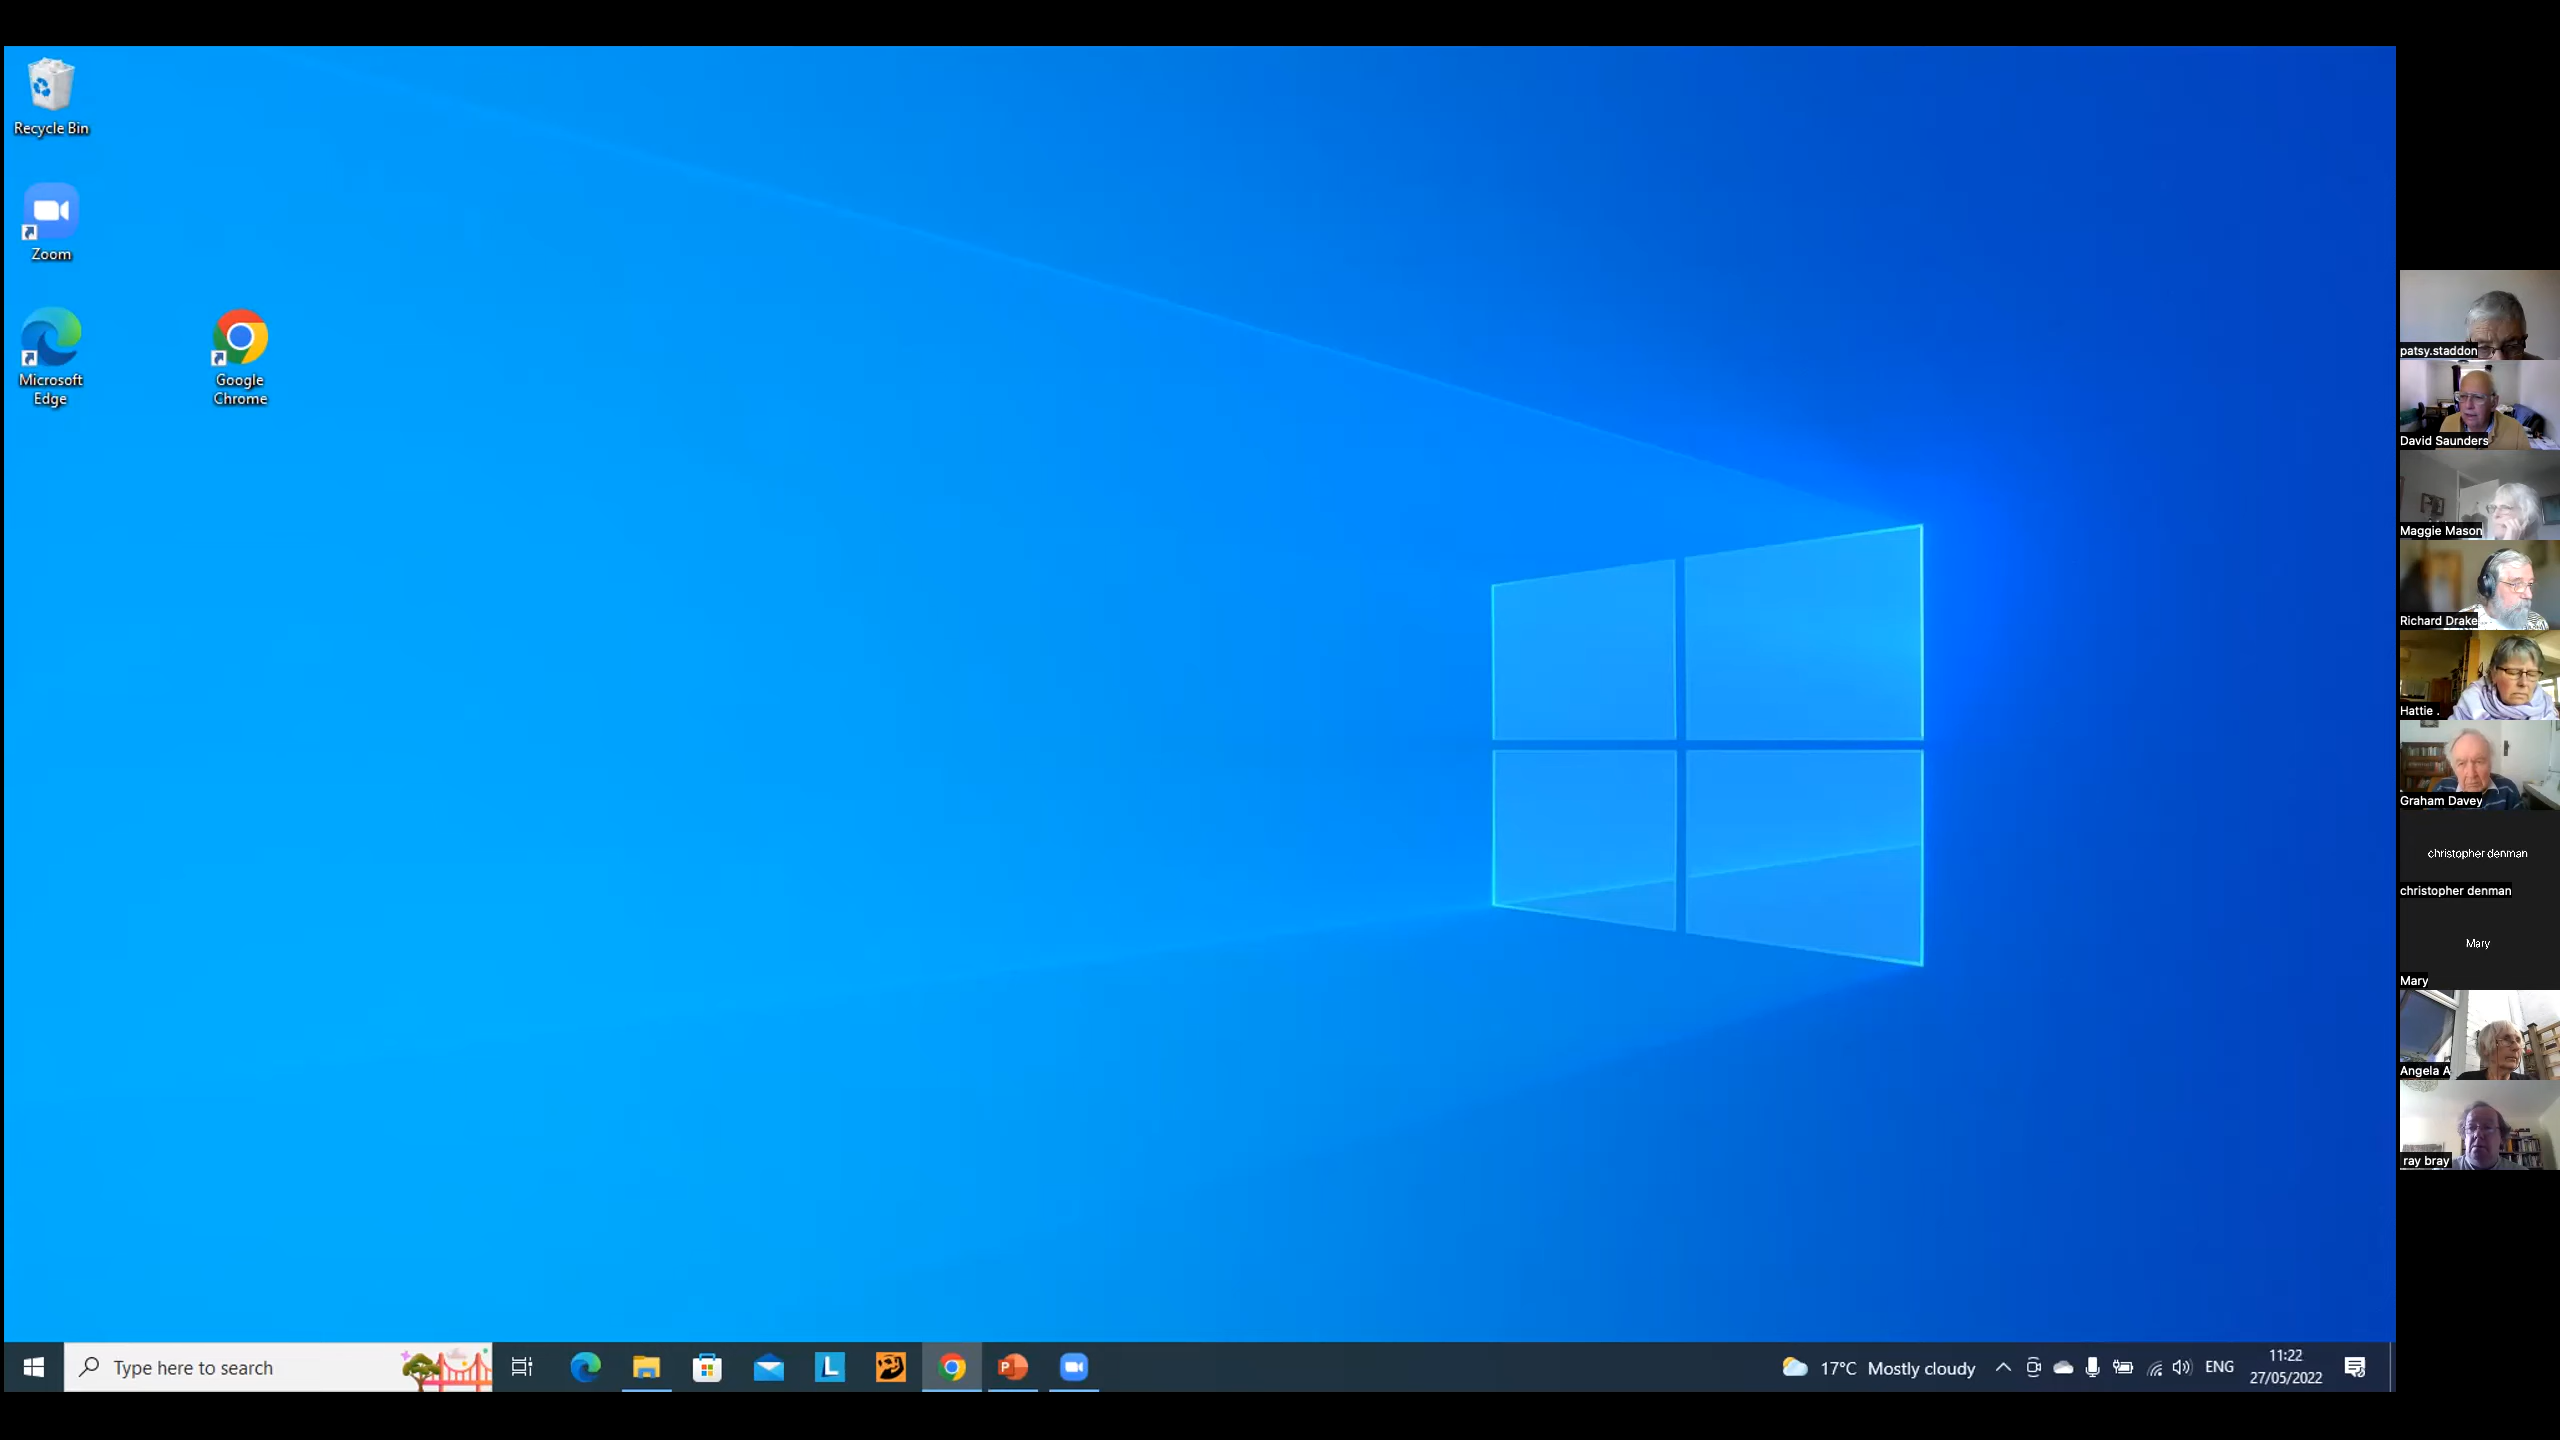 Recycle Bin
Zoom
Microsoft
Edge
Google
Chrome
patsy.staddon
David Saunders
Maggie Mason
Richard Drake...
Hattie .
Graham Davey
christopher denman
christopher denman
Mary
Mary
Angela A
ray bray
Type here to search
L
P
17°C Mostly cloudy
ENG
11:22
27/05/2022